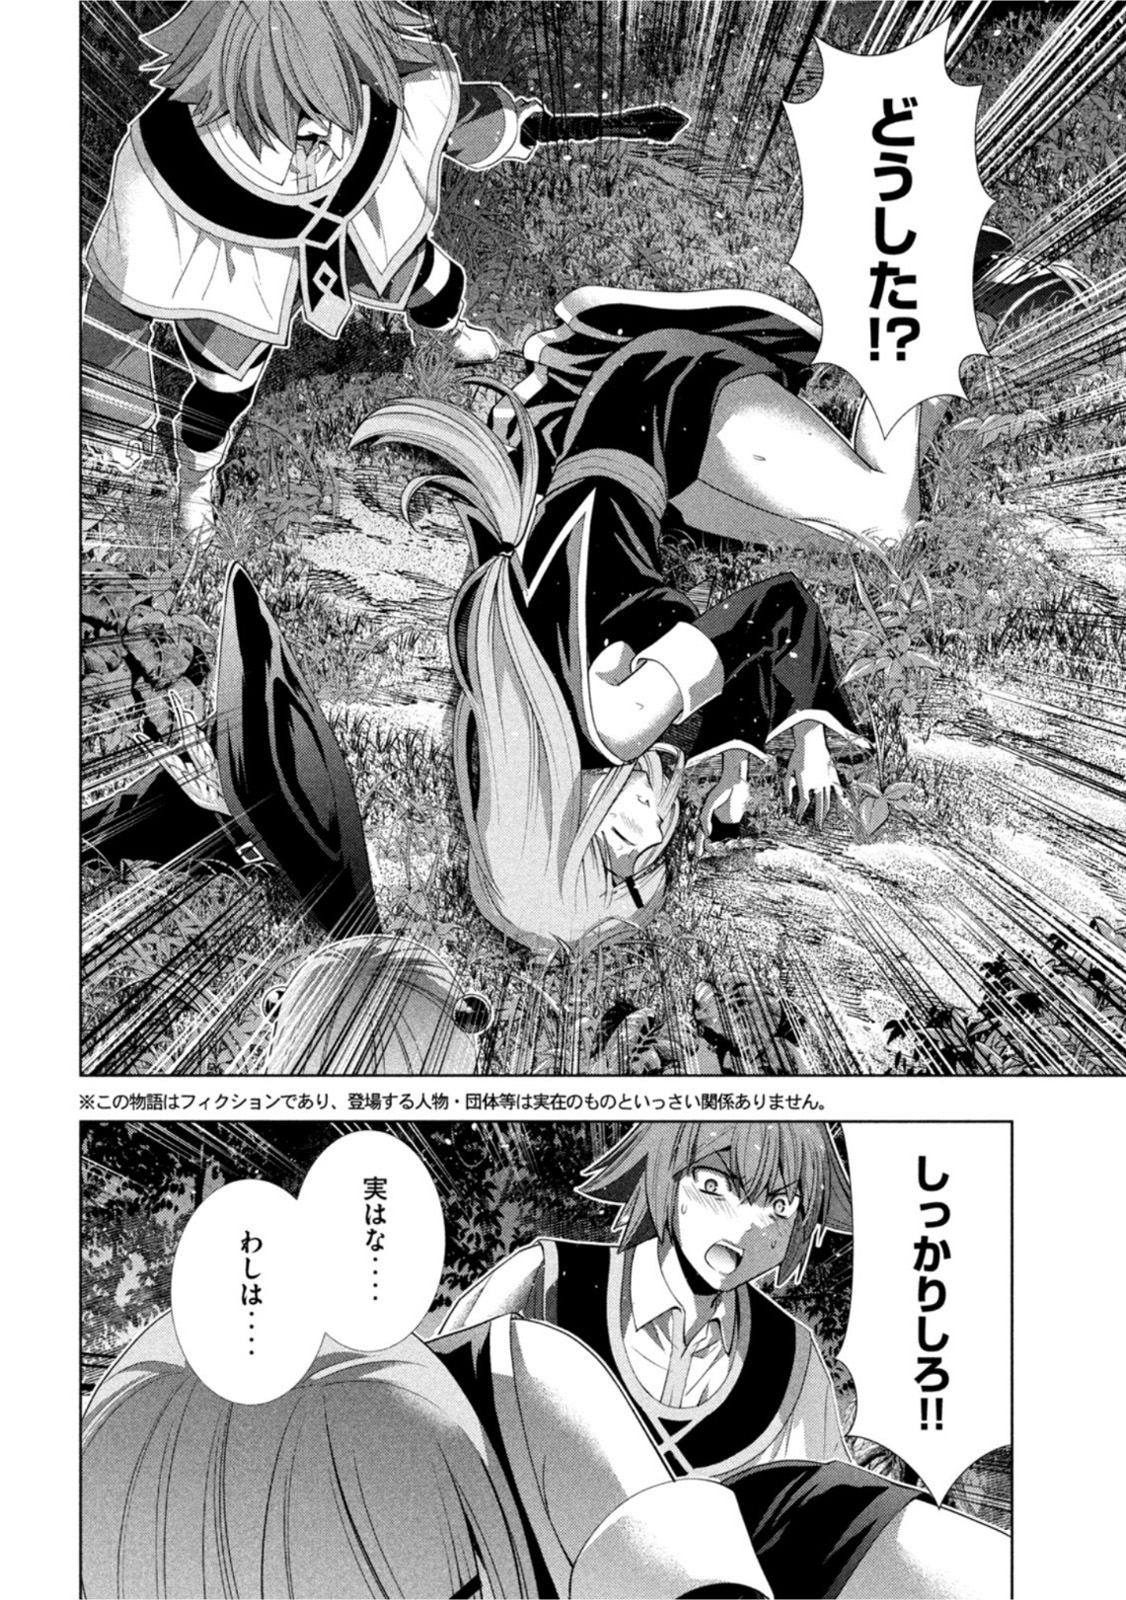 どうした!?
※この物語はフィクションであり、登場する人物・団体等は実在のものといっさい関係ありません。
しっかりしろ!!
実はな‥‥
わしは‥‥